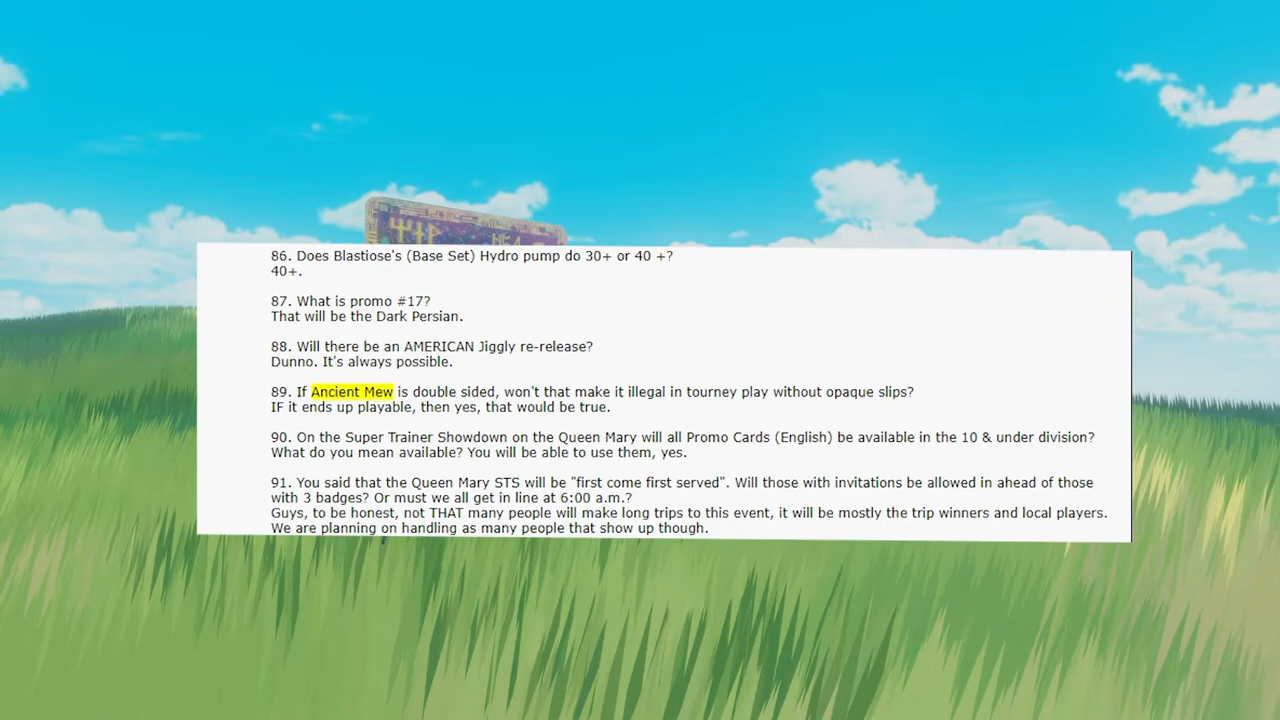 86. Does Blastiose's (Base Set) Hydro pump do 30+ or 40 +?
40+.
87. What is promo #17?
That will be the Dark Persian.
88. Will there be an AMERICAN Jiggly re-release?
Dunno. It's always possible.
89. If Ancient Mew is double sided, won't that make it illegal in tourney play without opaque slips?
IF it ends up playable, then yes, that would be true.
90. On the Super Trainer Showdown on the Queen Mary will all Promo Cards (English) be available in the 10 & under division?
What do you mean available? You will be able to use them, yes.
91. You said that the Queen Mary STS will be "first come first served". Will those with invitations be allowed in ahead of those
with 3 badges? Or must we all get in line at 6:00 a.m.?
Guys, to be honest, not THAT many people will make long trips to this event, it will be mostly the trip winners and local players.
We are planning on handling as many people that show up though.